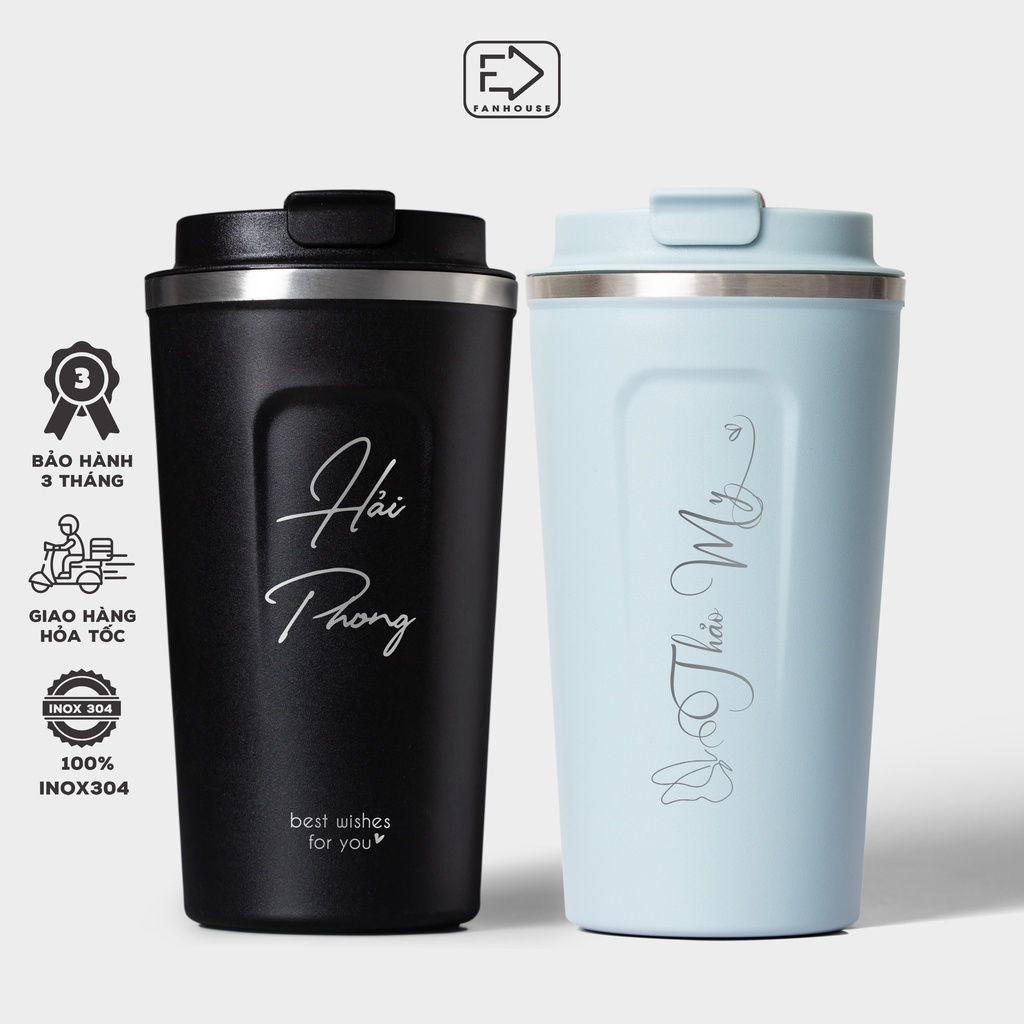 FANHOUSE
3
BẢO HÀNH
3 THÁNG
GIAO HÀNG
HỎA TỐC
INOX 304
100%
INOX304
Hải
Phong
best wishes
for you
Thảo My